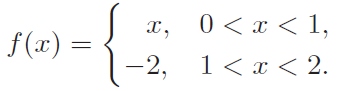 f(x) = { x, 0 < x < 1,
−2, 1 < x < 2.